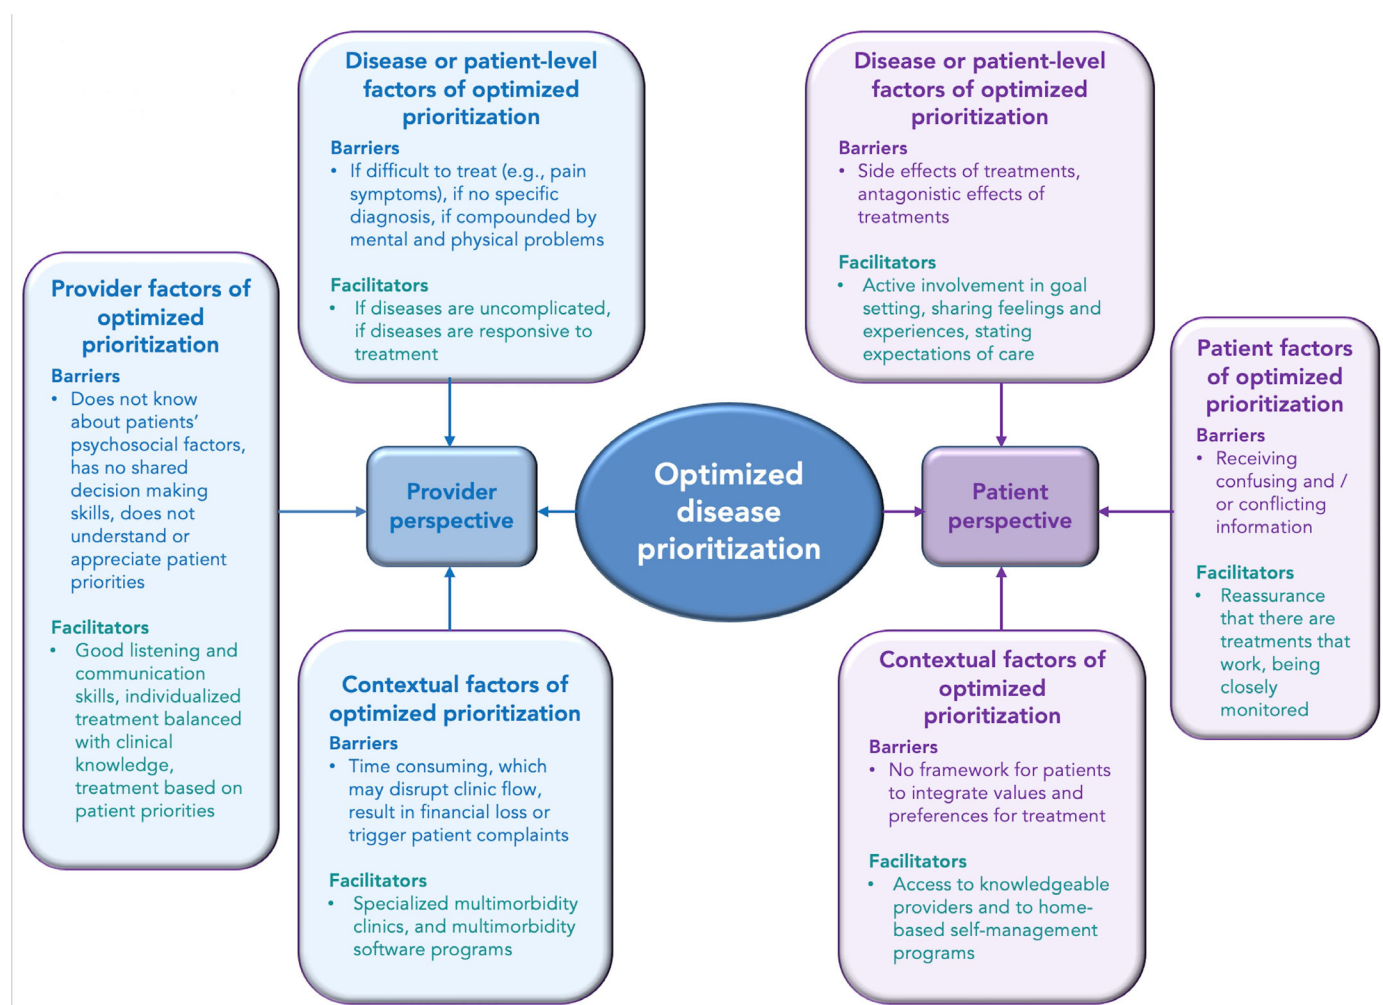 Disease or patient-level
factors of optimized
prioritization
Barriers
• If difficult to treat (e.g., pain
symptoms), if no specific
diagnosis, if compounded by
mental and physical problems
Facilitators
• If diseases are uncomplicated,
if diseases are responsive to
treatment
Disease or patient-level
factors of optimized
prioritization
Barriers
• Side effects of treatments,
antagonistic effects of
treatments
Facilitators
• Active involvement in goal
setting, sharing feelings and
experiences, stating
expectations of care
Provider factors of
optimized
prioritization
Barriers
• Does not know
about patients’
psychosocial factors,
has no shared
decision making
skills, does not
understand or
appreciate patient
priorities
Facilitators
• Good listening and
communication
skills, individualized
treatment balanced
with clinical
knowledge,
treatment based on
patient priorities
Provider
perspective
Optimized
disease
prioritization
Patient
perspective
Patient factors
of optimized
prioritization
Barriers
• Receiving
confusing and /
or conflicting
information
Facilitators
• Reassurance
that there are
treatments that
work, being
closely
monitored
Contextual factors of
optimized prioritization
Barriers
• Time consuming, which
may disrupt clinic flow,
result in financial loss or
trigger patient complaints
Facilitators
• Specialized multimorbidity
clinics, and multimorbidity
software programs
Contextual factors of
optimized
prioritization
Barriers
• No framework for patients
to integrate values and
preferences for treatment
Facilitators
• Access to knowledgeable
providers and to home-
based self-management
programs